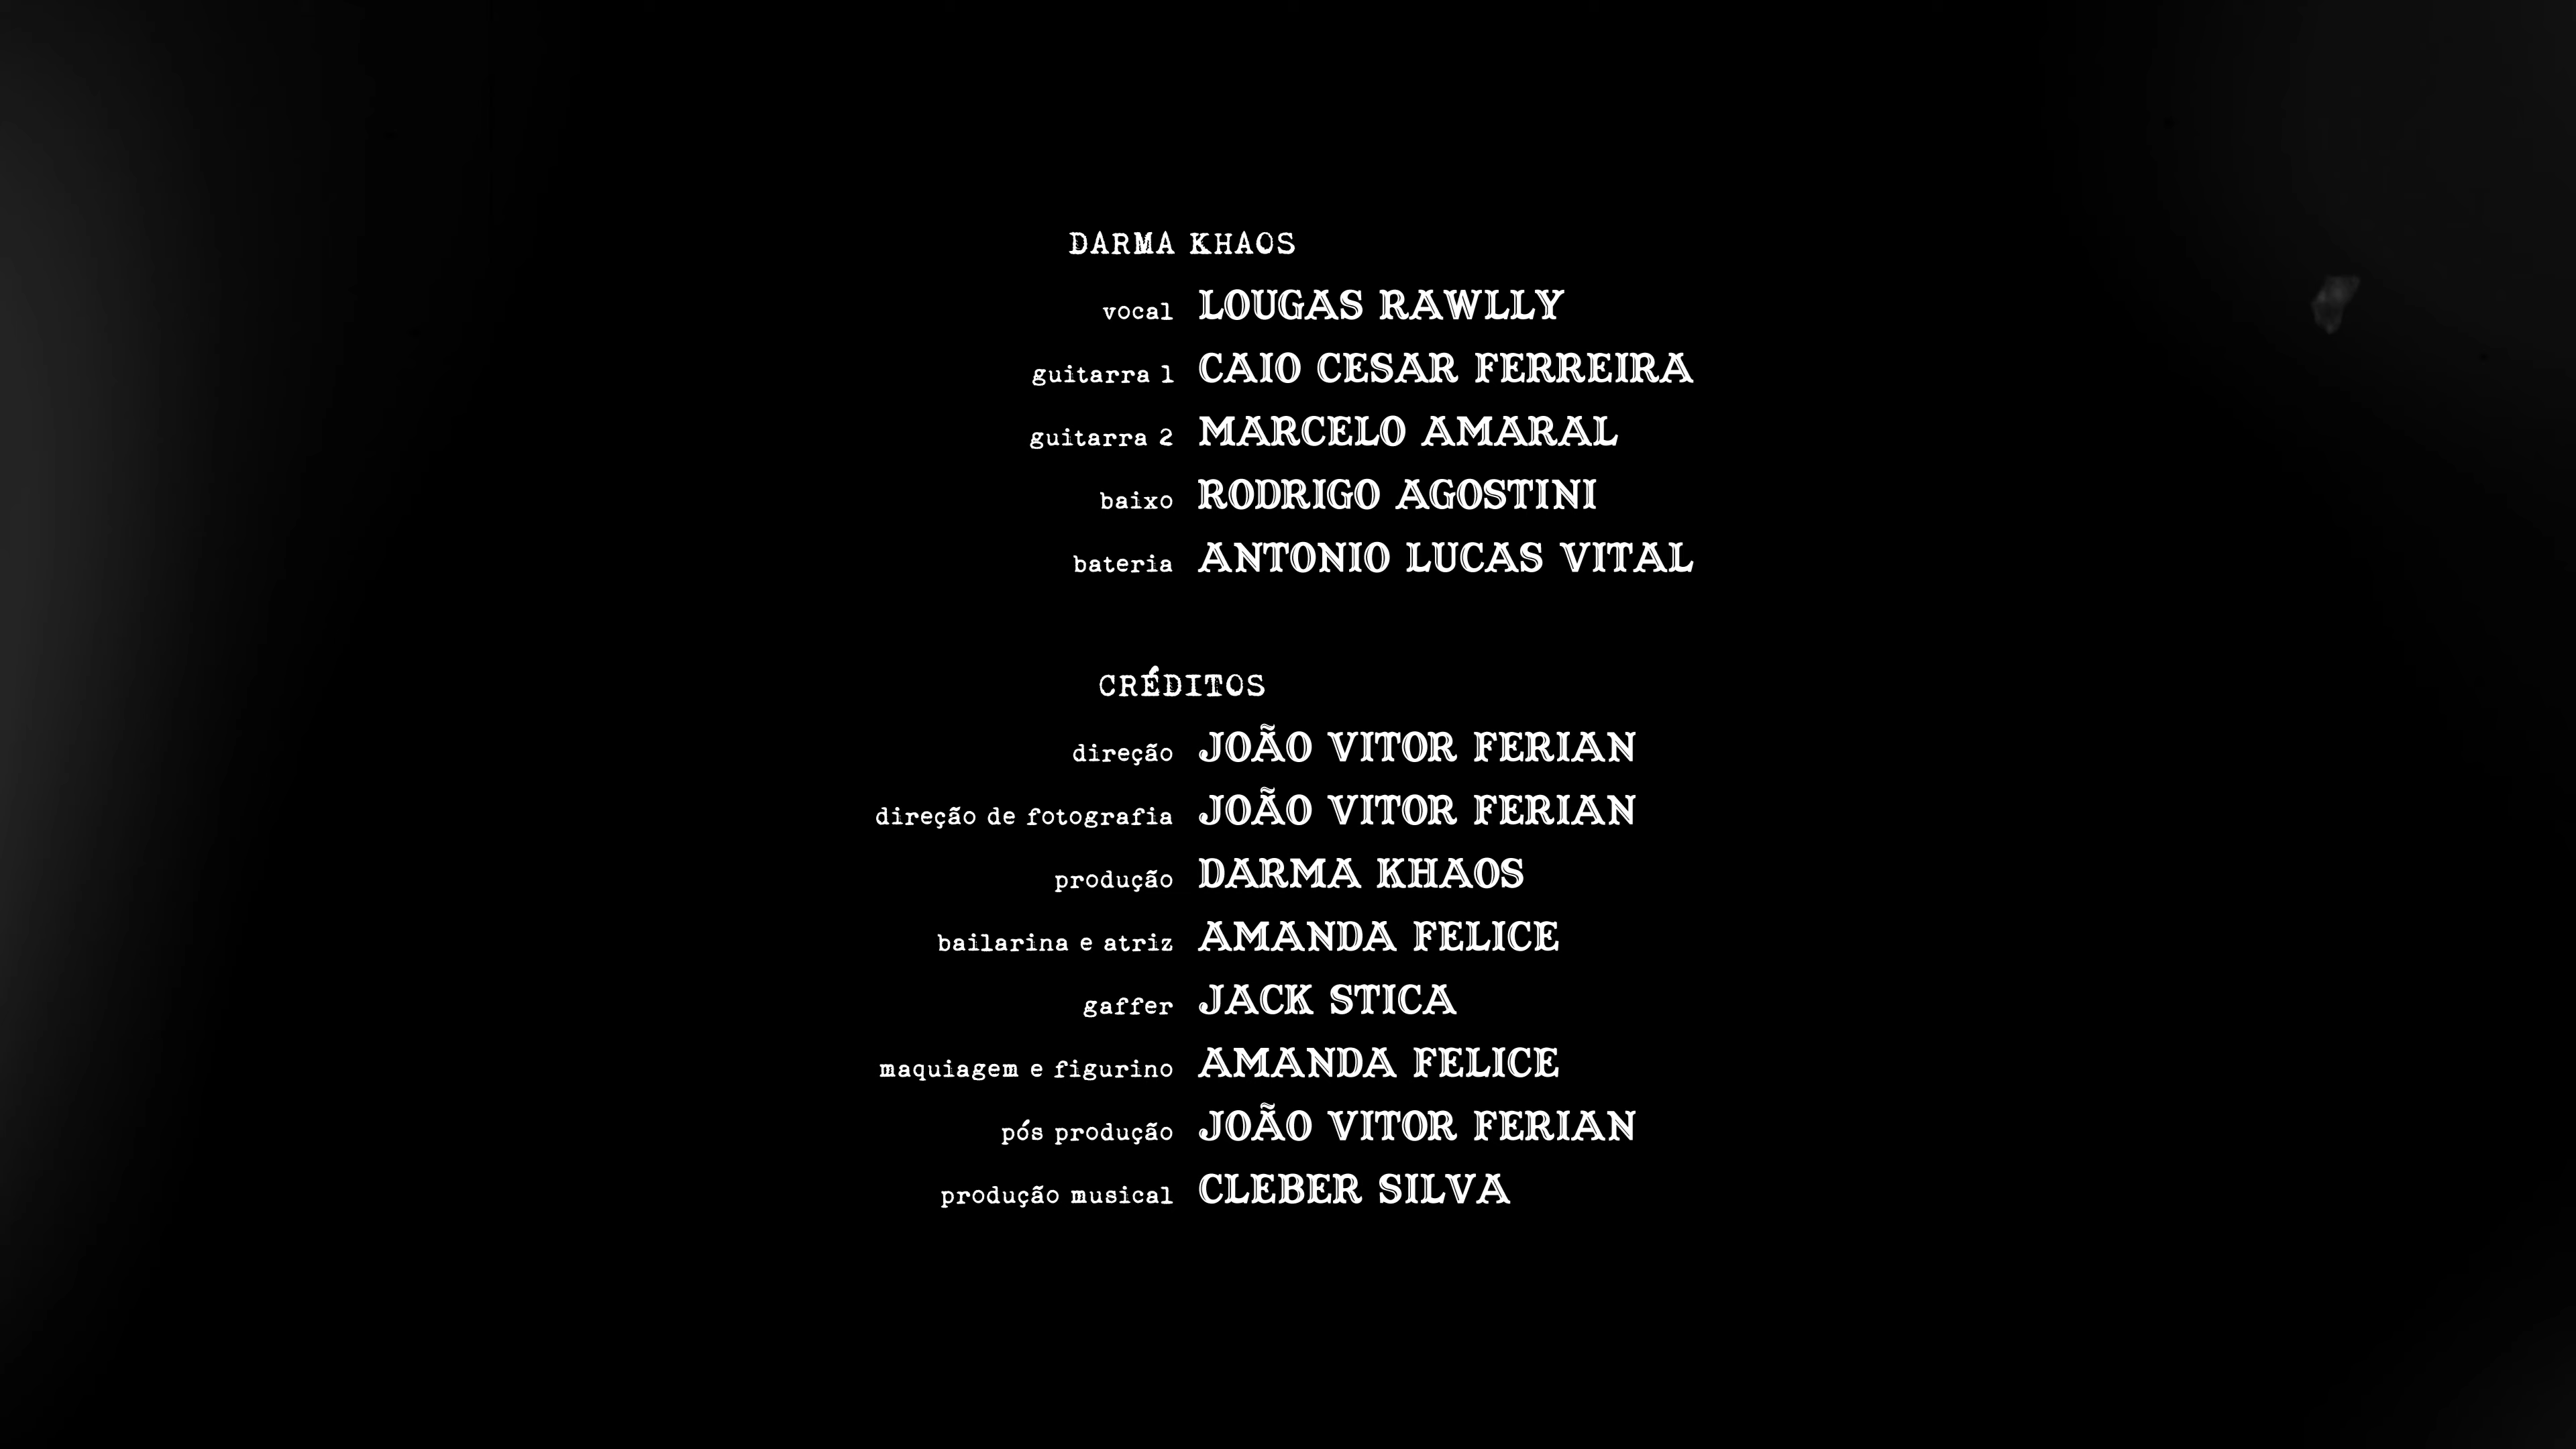 DARMA KHAOS
vocal LOUGAS RAWLLY
guitarra 1 CAIO CESAR FERREIRA
guitarra 2 MARCELO AMARAL
baixo RODRIGO AGOSTINI
bateria ANTONIO LUCAS VITAL
CRÉDITOS
direção JOÃO VITOR FERIAN
direção de fotografia JOÃO VITOR FERIAN
produção DARMA KHAOS
bailarina e atriz AMANDA FELICE
gaffer JACK STICA
maquiagem e figurino AMANDA FELICE
pós produção JOÃO VITOR FERIAN
produção musical CLEBER SILVA